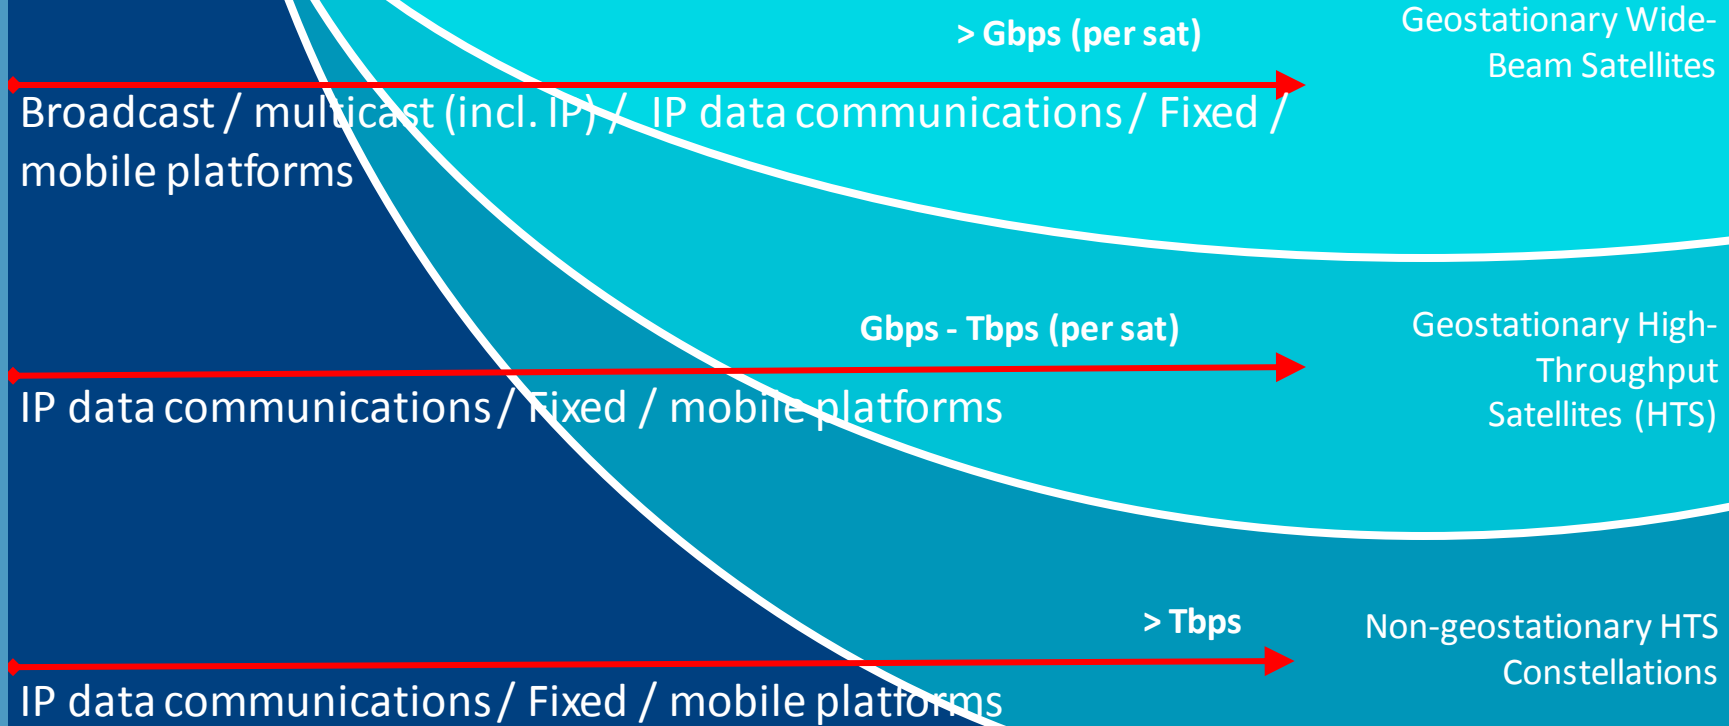 > Gbps (per sat)
Geostationary Wide-
Beam Satellites
Broadcast / multicast (incl. IP) / IP data communications / Fixed /
mobile platforms
Gbps - Tbps (per sat)
Geostationary High-
Throughput
Satellites (HTS)
IP data communications / Fixed / mobile platforms
> Tbps
Non-geostationary HTS
Constellations
IP data communications / Fixed / mobile platforms